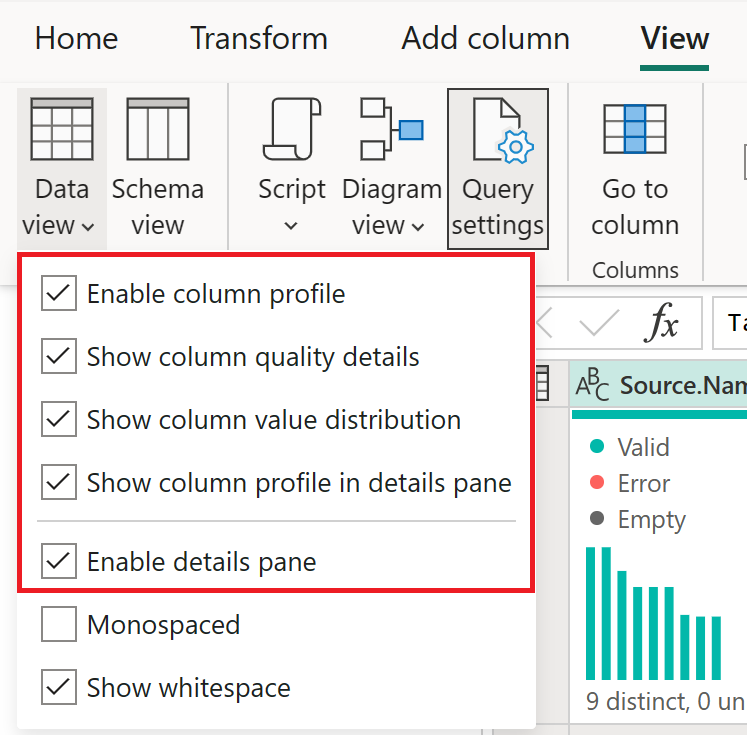 Home Transform Add column View
Data view Schema view Script Diagram view Query settings Go to column
Columns
Enable column profile
Show column quality details
Show column value distribution
Show column profile in details pane
Enable details pane
Monospaced
Show whitespace
fx Ta
ABC Source.Nam
Valid
Error
Empty
9 distinct, 0 un